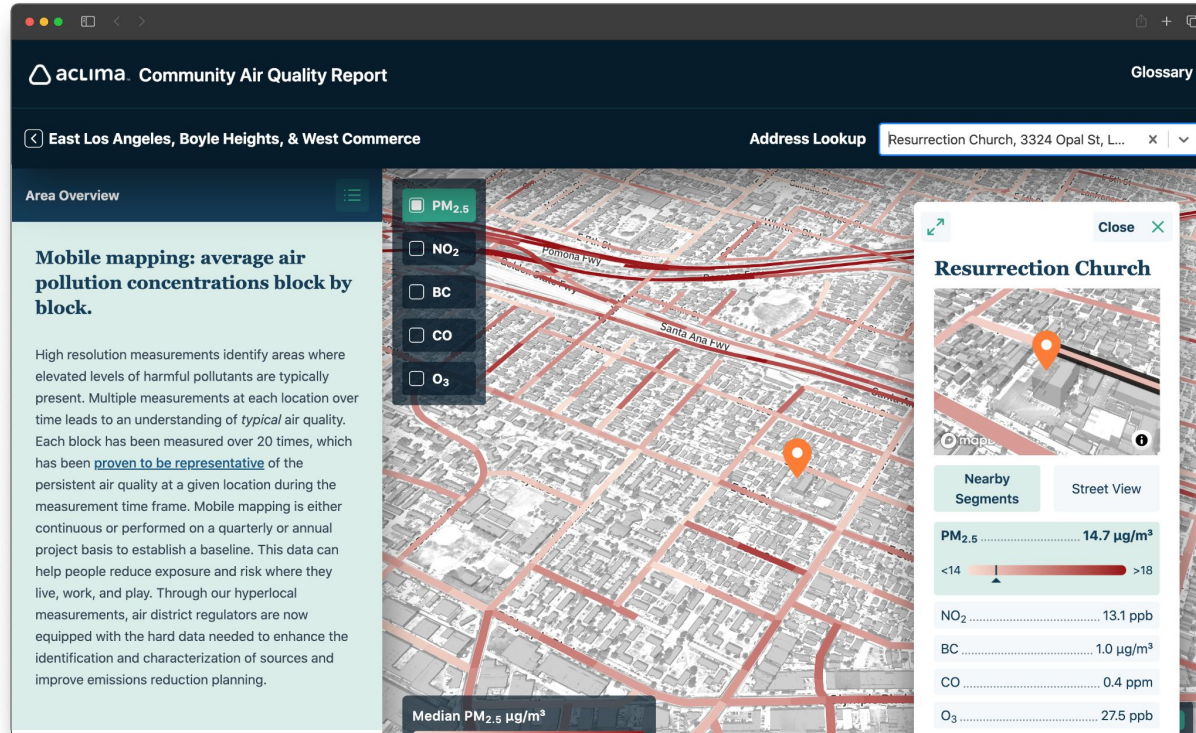 aclima Community Air Quality Report
Glossary
East Los Angeles, Boyle Heights, & West Commerce
Address Lookup
Resurrection Church, 3324 Opal St, L...
Area Overview
Mobile mapping: average air
pollution concentrations block by
block.
High resolution measurements identify areas where
elevated levels of harmful pollutants are typically
present. Multiple measurements at each location over
time leads to an understanding of typical air quality.
Each block has been measured over 20 times, which
has been proven to be representative of the
persistent air quality at a given location during the
measurement time frame. Mobile mapping is either
continuous or performed on a quarterly or annual
project basis to establish a baseline. This data can
help people reduce exposure and risk where they
live, work, and play. Through our hyperlocal
measurements, air district regulators are now
equipped with the hard data needed to enhance the
identification and characterization of sources and
improve emissions reduction planning.
PM2.5
NO2
BC
CO
O3
Pomona Fwy
Santa Ana Fwy
Median PM2.5 µg/m³
Close
Resurrection Church
Nearby
Segments
Street View
PM2.5 14.7 µg/m³
<14 >18
NO2 13.1 ppb
BC 1.0 µg/m³
CO 0.4 ppm
O3 27.5 ppb